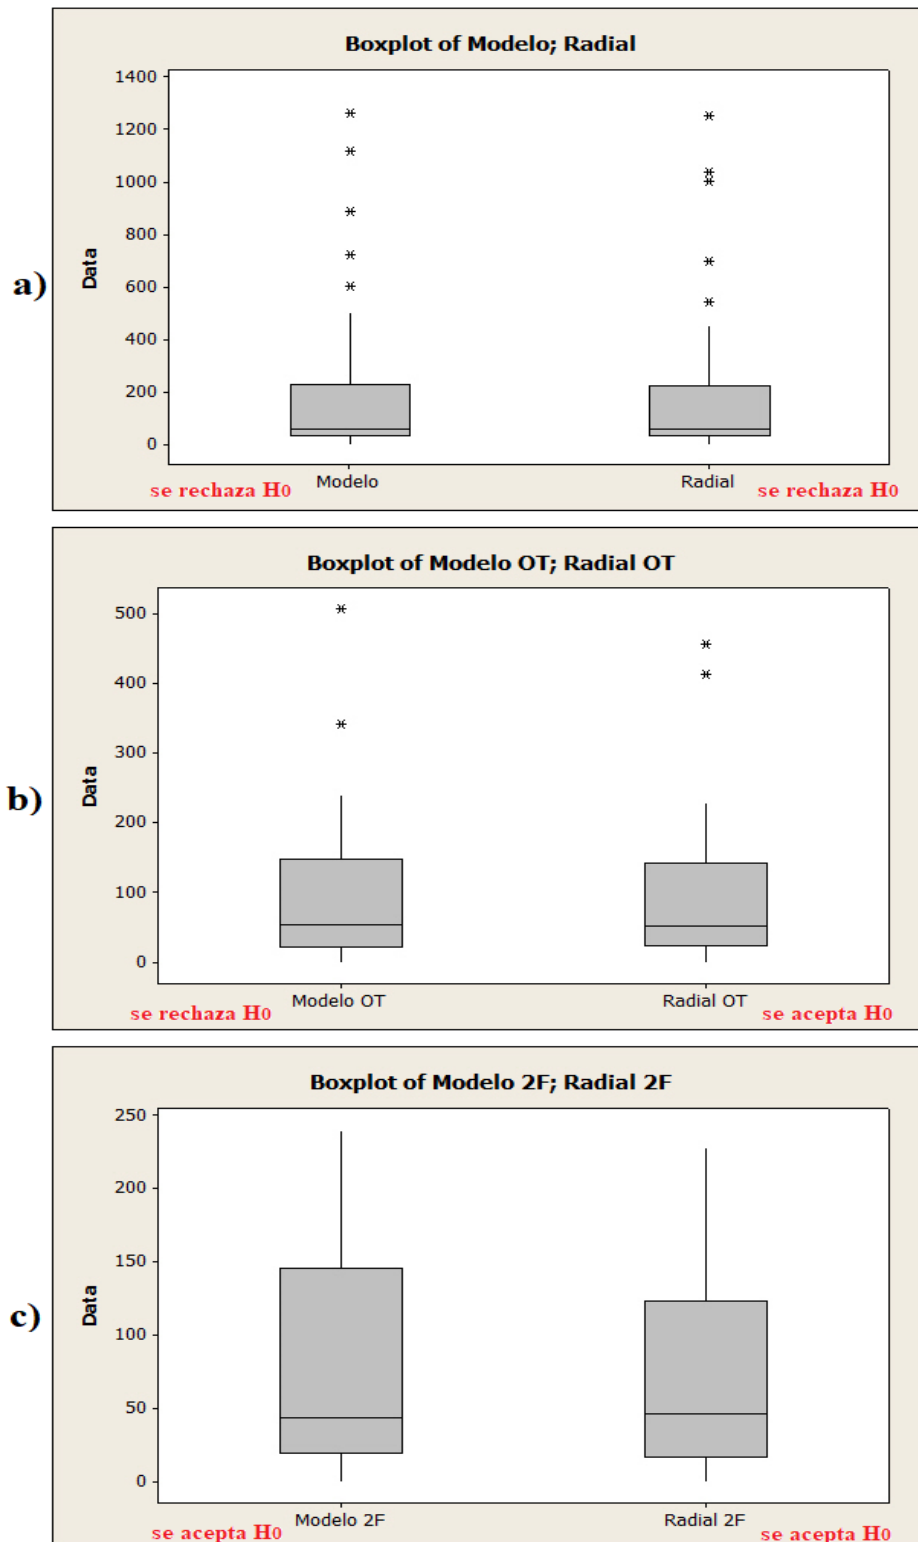 a)
Boxplot of Modelo; Radial
Data
1400
1200
1000
800
600
400
200
0
Modelo
Radial
se rechaza H0
se rechaza H0
b)
Boxplot of Modelo OT; Radial OT
Data
500
400
300
200
100
0
Modelo OT
Radial OT
se rechaza H0
se acepta H0
c)
Boxplot of Modelo 2F; Radial 2F
Data
250
200
150
100
50
0
Modelo 2F
Radial 2F
se acepta H0
se acepta H0